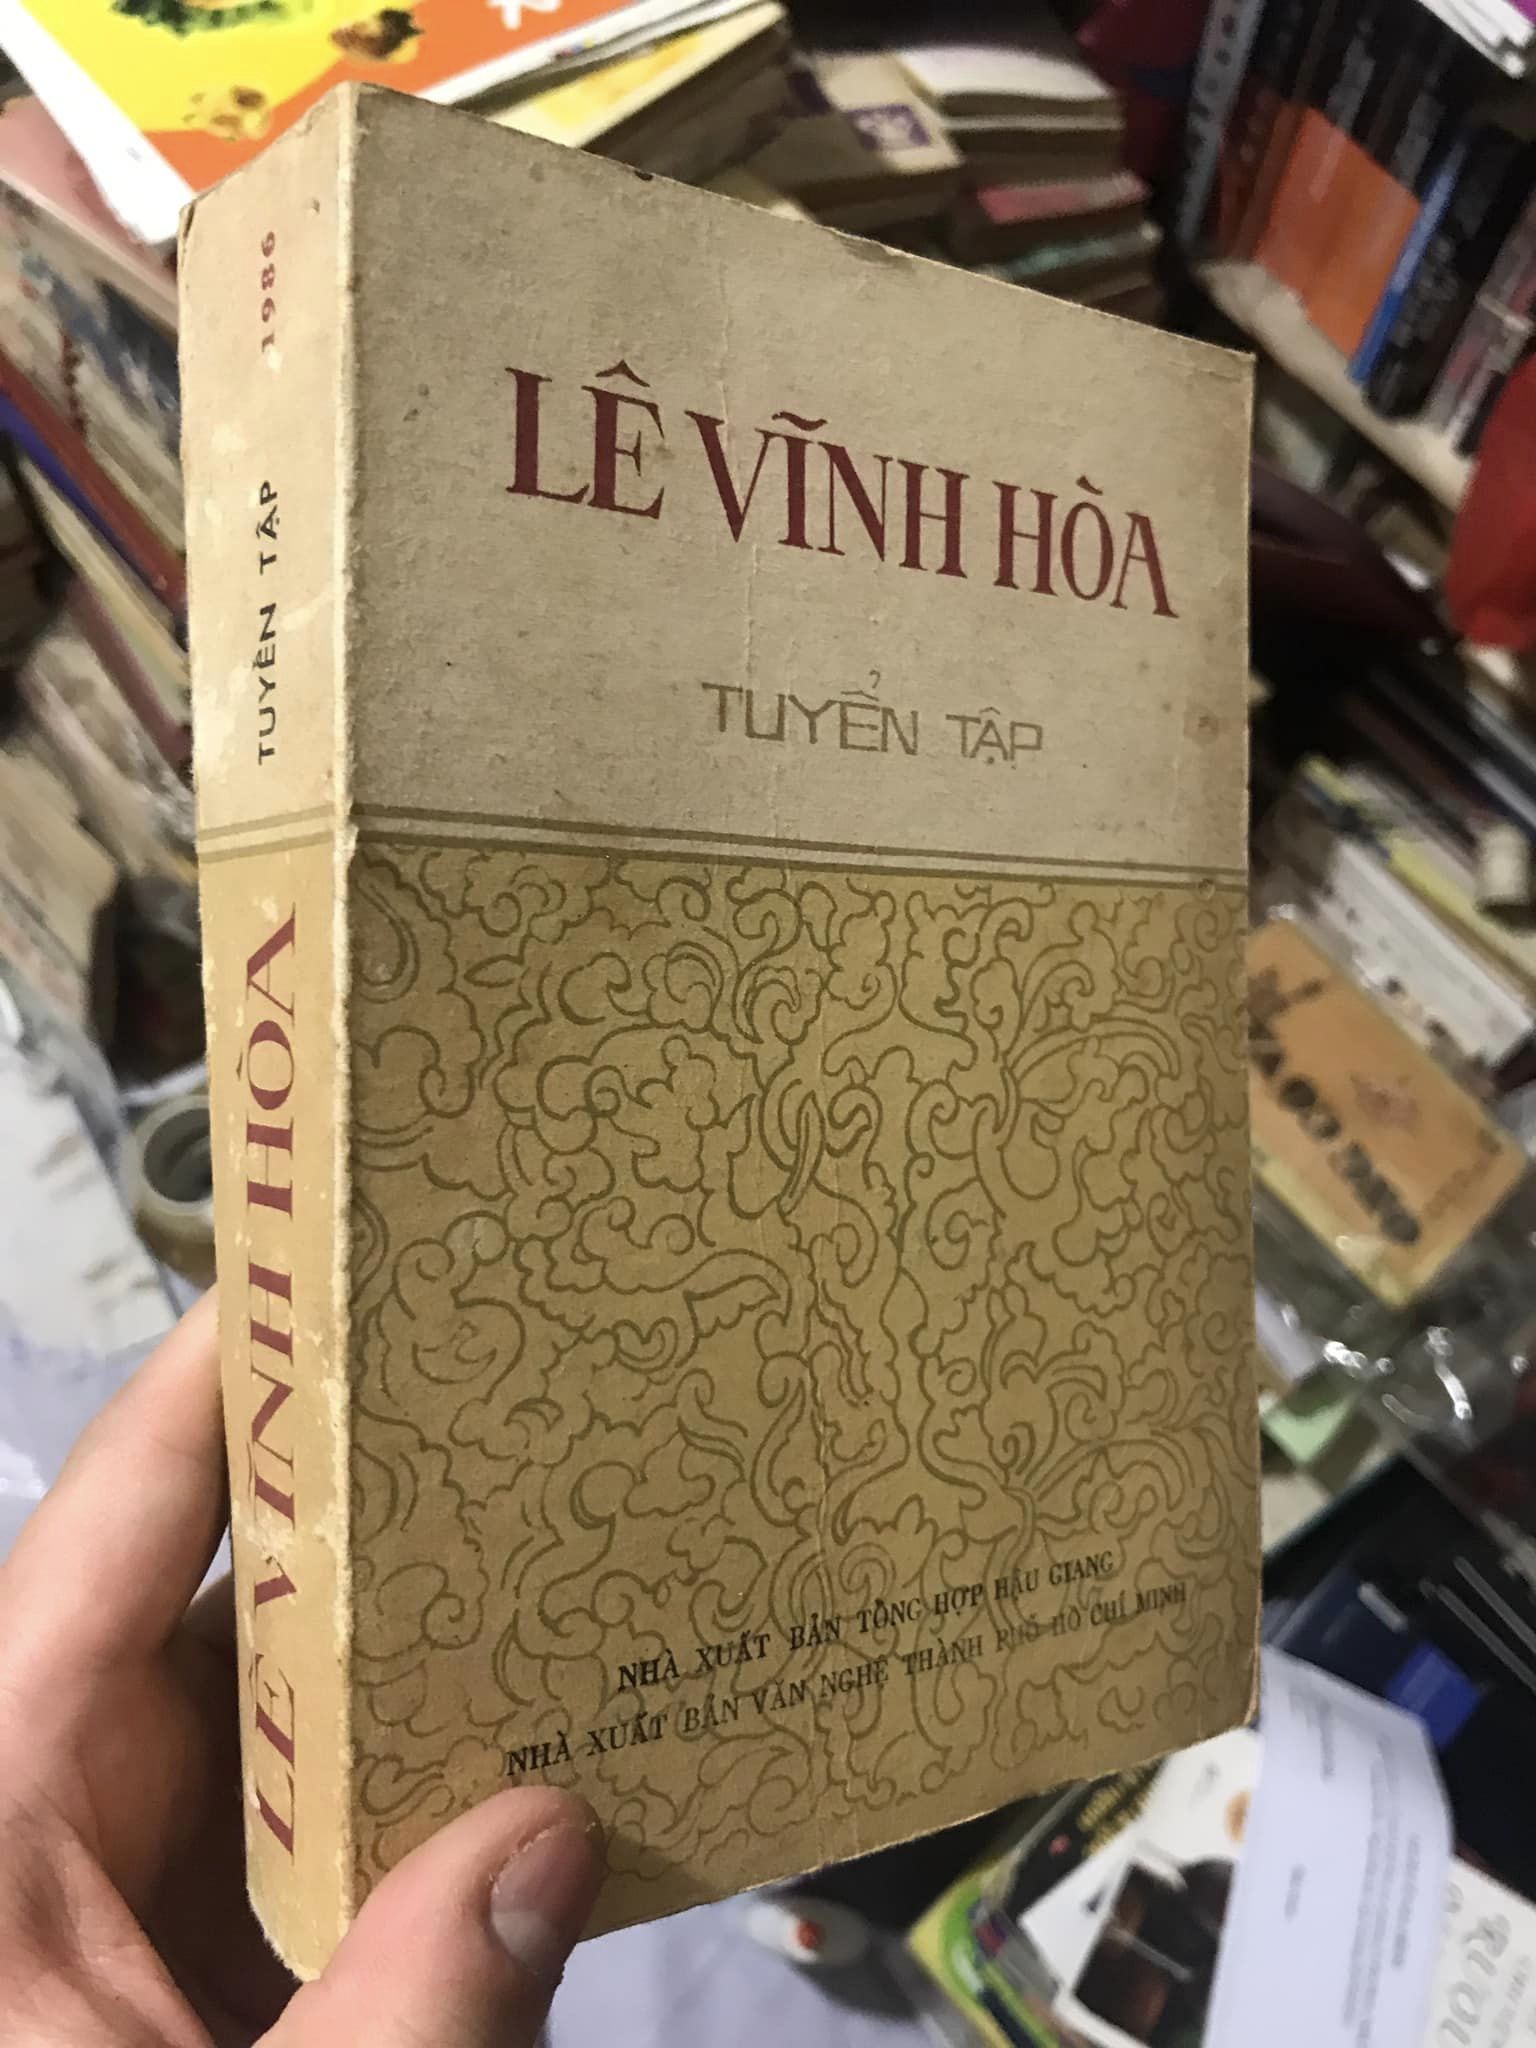 LÊ VĨNH HÒA
TUYỂN TẬP
NHÀ XUẤT BẢN TỔNG HỢP HẬU GIANG
NHÀ XUẤT BẢN VĂN NGHỆ THÀNH PHỐ HỒ CHÍ MINH
LÊ VĨNH HÒA TUYỂN TẬP 1986